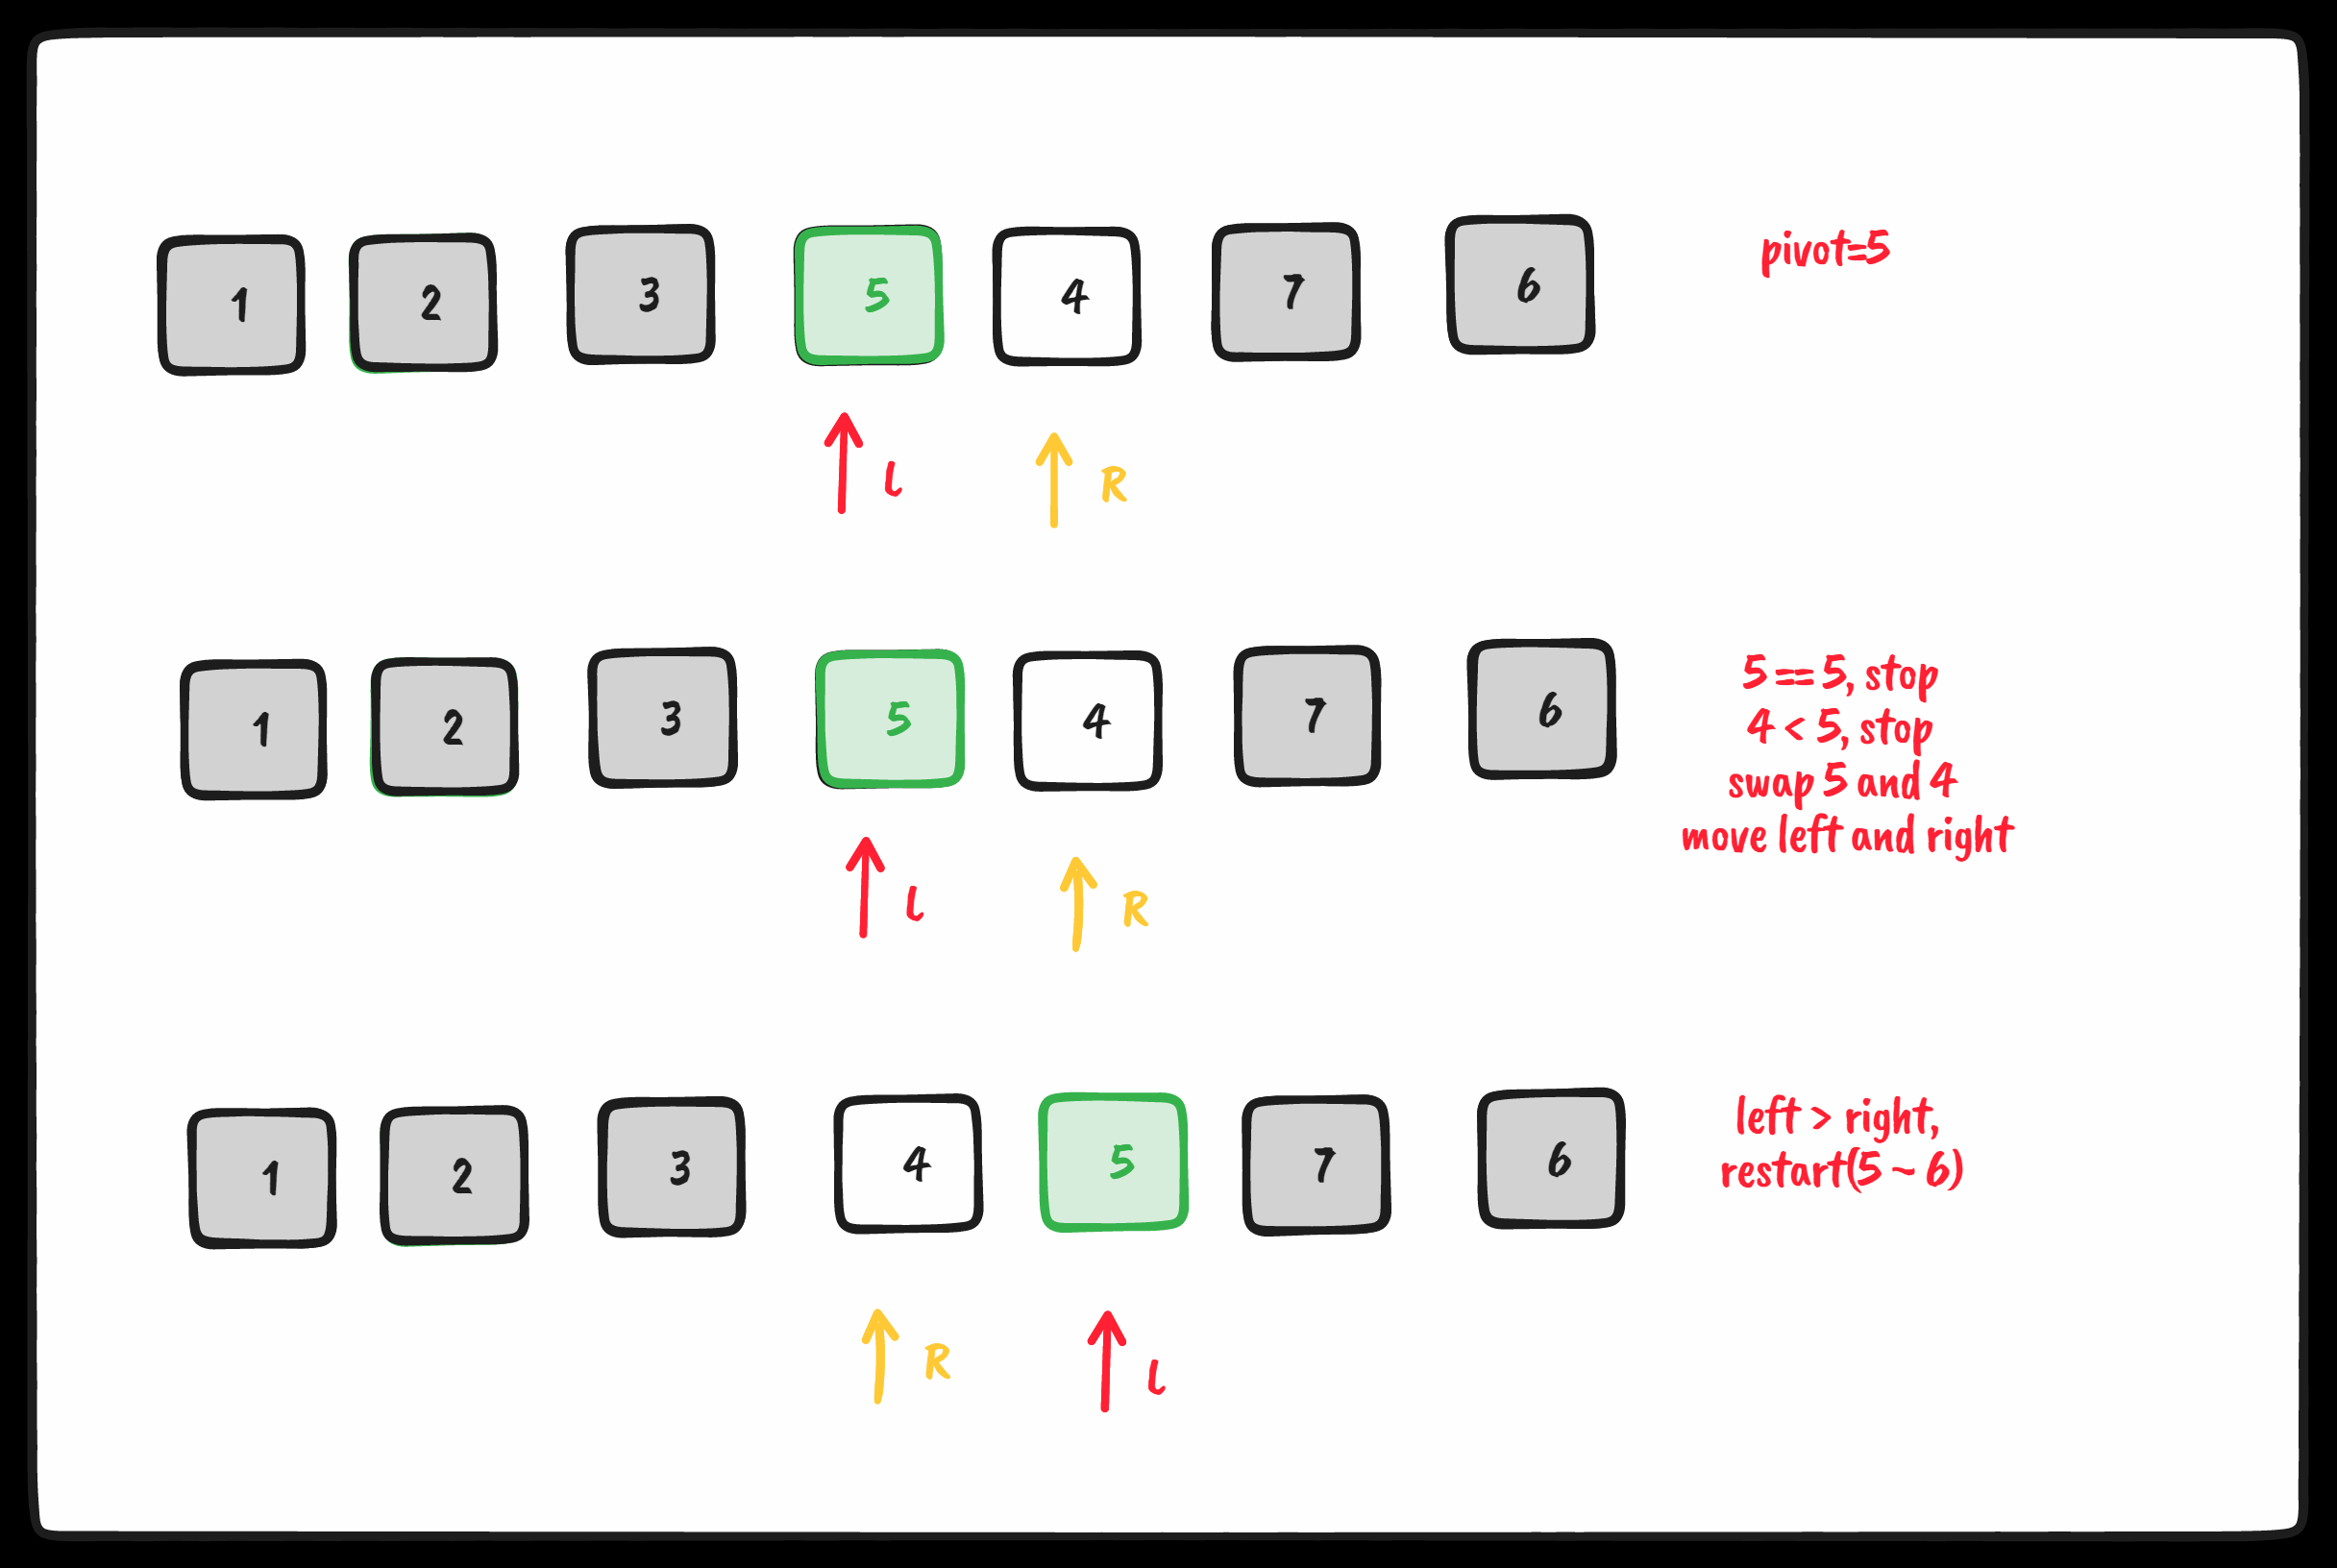 1 2 3 5 4 7 6
pivot=5
l R
1 2 3 5 4 7 6
5 == 5, stop
4 < 5, stop
swap 5 and 4
move left and right
l R
1 2 3 4 5 7 6
left > right,
restart(5 ~ 6)
R l